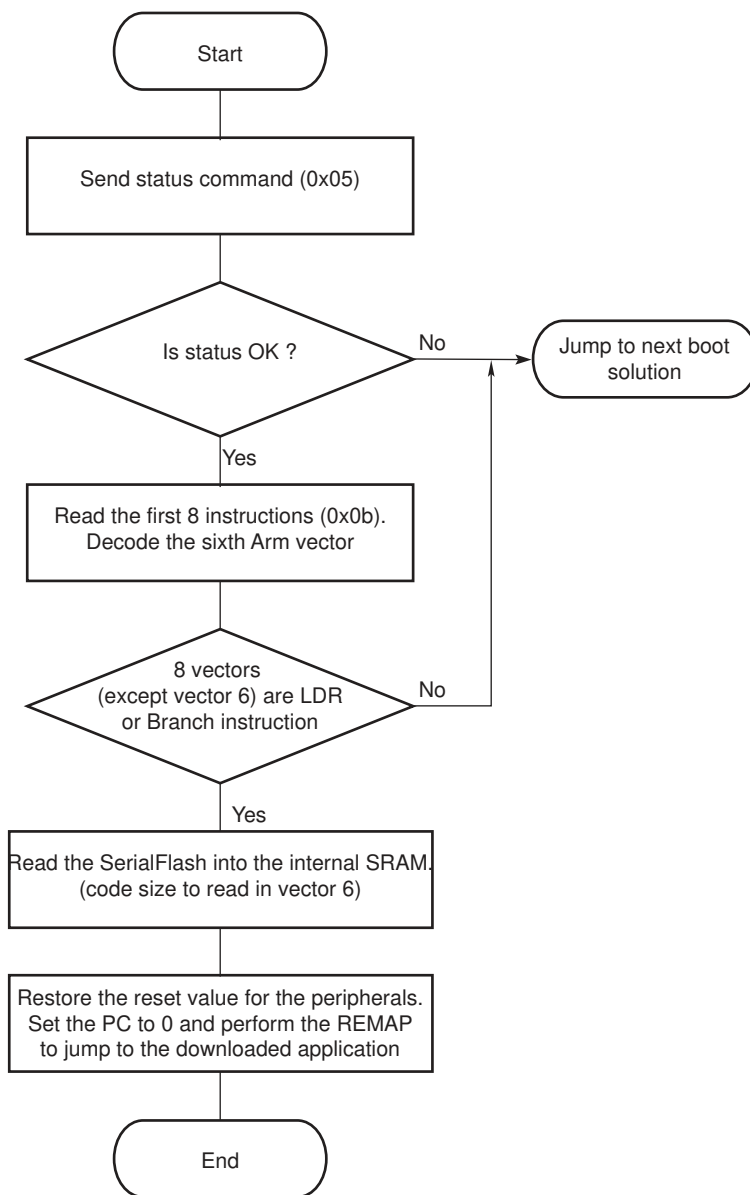 Start
Send status command (0x05)
Is status OK ?
No
Jump to next boot
solution
Yes
Read the first 8 instructions (0x0b).
Decode the sixth Arm vector
8 vectors
(except vector 6) are LDR
or Branch instruction
No
Yes
Read the SerialFlash into the internal SRAM.
(code size to read in vector 6)
Restore the reset value for the peripherals.
Set the PC to 0 and perform the REMAP
to jump to the downloaded application
End